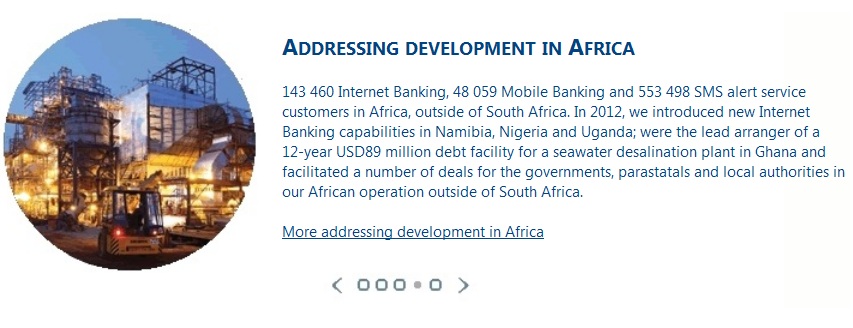 ADDRESSING DEVELOPMENT IN AFRICA
143 460 Internet Banking, 48 059 Mobile Banking and 553 498 SMS alert service
customers in Africa, outside of South Africa. In 2012, we introduced new Internet
Banking capabilities in Namibia, Nigeria and Uganda; were the lead arranger of a
12-year USD89 million debt facility for a seawater desalination plant in Ghana and
facilitated a number of deals for the governments, parastatals and local authorities in
our African operation outside of South Africa.
More addressing development in Africa